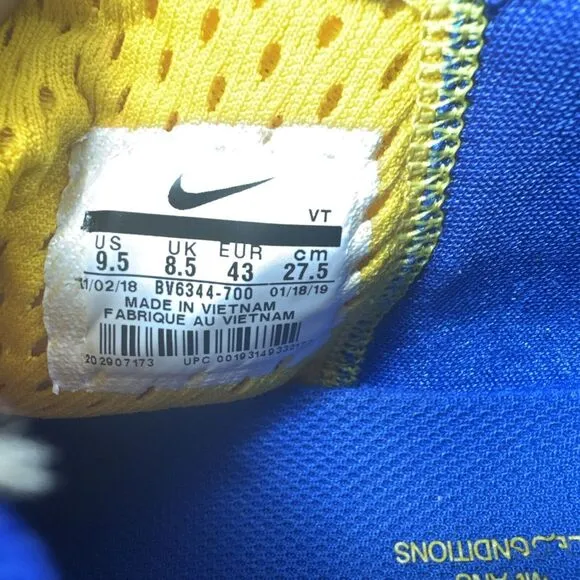 VT
US UK EUR cm
9.5 8.5 43 27.5
11/02/18 BV6344-700 01/18/19
MADE IN VIETNAM
FABRIQUE AU VIETNAM
202907173 UPC
CONDITIONS